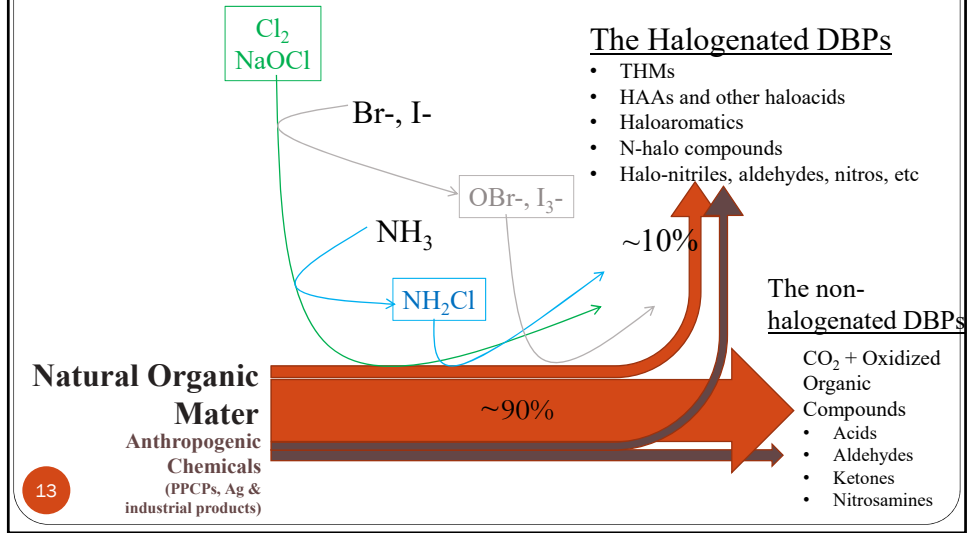 Cl₂
NaOCl
Br-, I-
OBr-, I₃-
NH₃
NH₂Cl
The Halogenated DBPs
• THMs
• HAAs and other haloacids
• Haloaromatics
• N-halo compounds
• Halo-nitriles, aldehydes, nitros, etc
~10%
The non-
halogenated DBPs
CO₂ + Oxidized
Organic
Compounds
• Acids
• Aldehydes
• Ketones
• Nitrosamines
Natural Organic
Mater
~90%
Anthropogenic
Chemicals
(PPCPs, Ag &
industrial products)
13